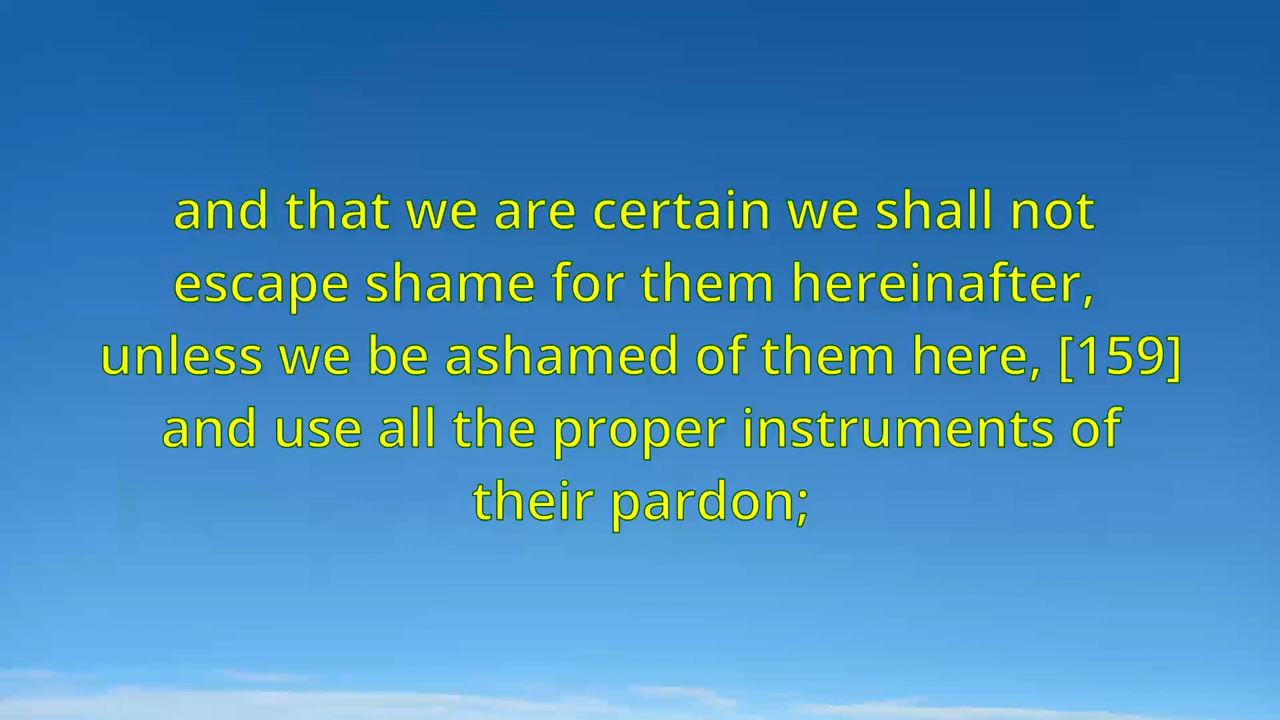 and that we are certain we shall not
escape shame for them hereinafter,
unless we be ashamed of them here, [159]
and use all the proper instruments of
their pardon;